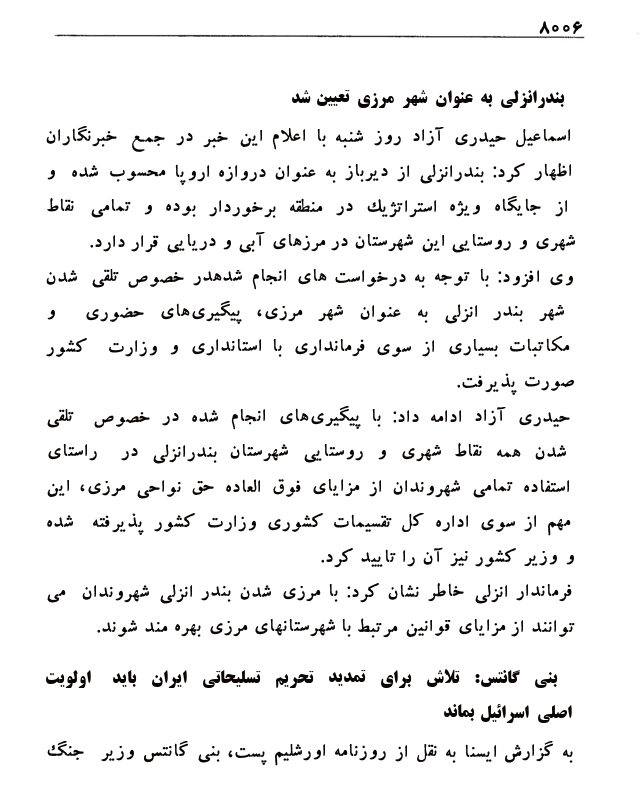 ۸۰۰۶
بندرانزلی به عنوان شهر مرزی تعیین شد
اسماعیل حیدری آزاد روز شنبه با اعلام این خبر در جمع خبرنگاران
اظهار کرد: بندرانزلی از دیرباز به عنوان دروازه اروپا محسوب شده و
از جایگاه ویژه استراتژیك در منطقه برخوردار بوده و تمامی نقاط
شهری و روستایی این شهرستان در مرزهای آبی و دریایی قرار دارد.
وی افزود: با توجه به درخواست های انجام شدهدر خصوص تلقی شدن
شهر بندر انزلی به عنوان شهر مرزی، پیگیری‌های حضوری و
مکاتبات بسیاری از سوی فرمانداری با استانداری و وزارت کشور
صورت پذیرفت.
حیدری آزاد ادامه داد: با پیگیری‌های انجام شده در خصوص تلقی
شدن همه نقاط شهری و روستایی شهرستان بندرانزلی در راستای
استفاده تمامی شهروندان از مزایای فوق العاده حق نواحی مرزی، این
مهم از سوی اداره کل تقسیمات کشوری وزارت کشور پذیرفته شده
و وزیر کشور نیز آن را تایید کرد.
فرماندار انزلی خاطر نشان کرد: با مرزی شدن بندر انزلی شهروندان می
توانند از مزایای قوانین مرتبط با شهرستانهای مرزی بهره مند شوند.
بنی گانتس: تلاش برای تمدید تحریم تسلیحاتی ایران باید اولویت
اصلی اسرائیل بماند
به گزارش ایسنا به نقل از روزنامه اورشلیم پست، بنی گانتس وزیر جنگ